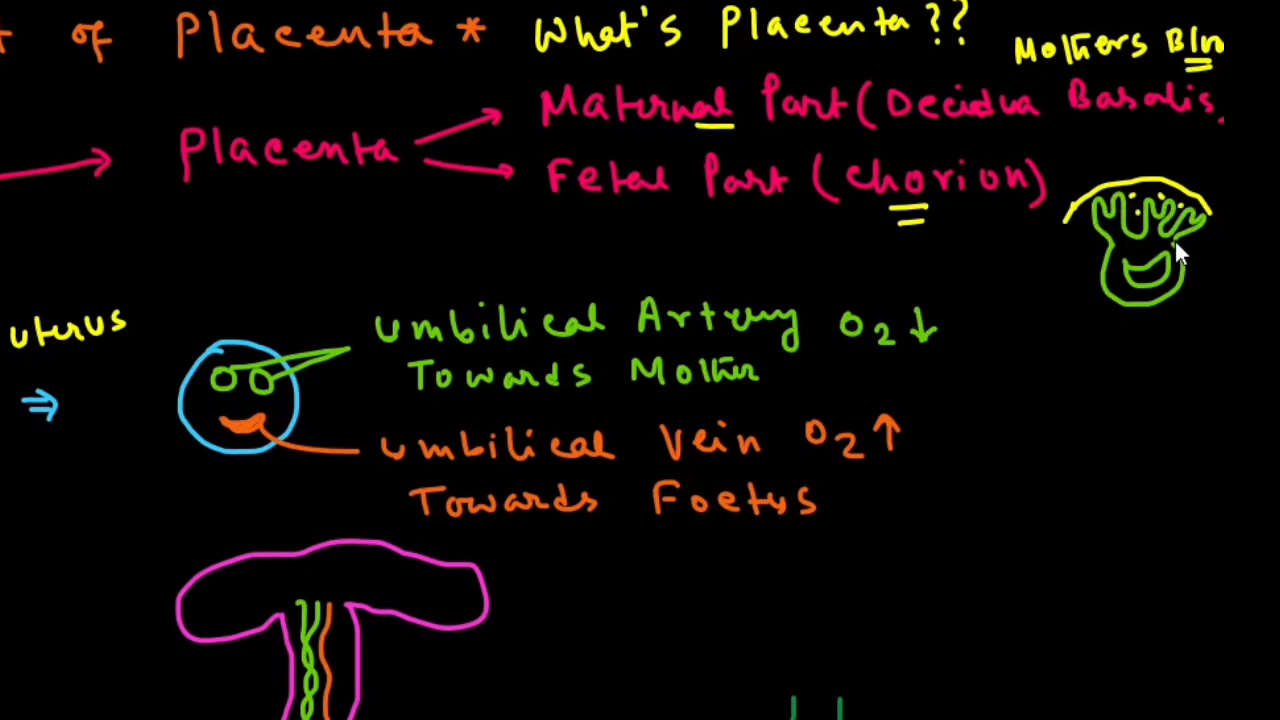 of Placenta * What's Placenta??
Mothers
Maternal Part (Decidua Basalis
Placenta
Fetal Part (Chorion)
uterus
umbilical Artery O2↓
Towards Mother
umbilical Vein O2↑
Towards Foetus